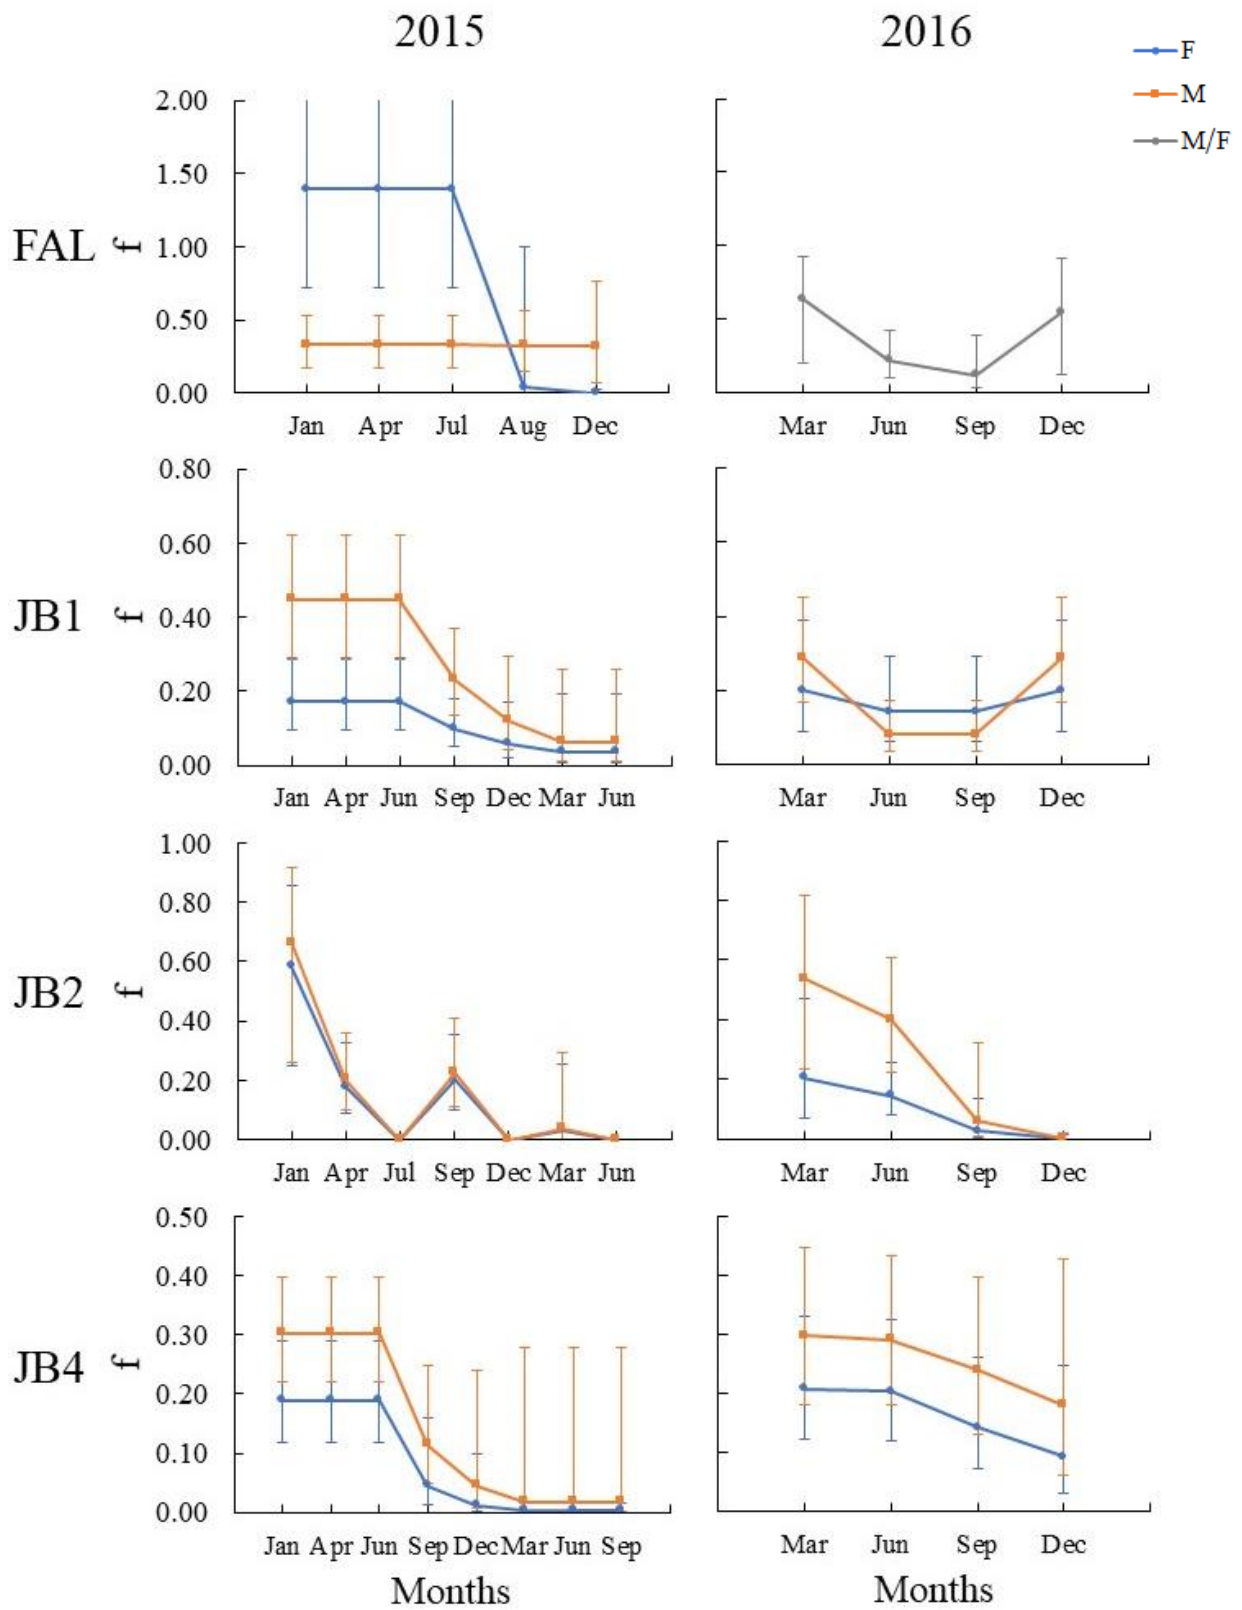 2015
2016
F
M
M/F
FAL
f
2.00
1.50
1.00
0.50
0.00
Jan Apr Jul Aug Dec
Mar Jun Sep Dec
JB1
f
0.80
0.60
0.40
0.20
0.00
Jan Apr Jun Sep Dec Mar Jun
Mar Jun Sep Dec
JB2
f
1.00
0.80
0.60
0.40
0.20
0.00
Jan Apr Jul Sep Dec Mar Jun
Mar Jun Sep Dec
JB4
f
0.50
0.40
0.30
0.20
0.10
0.00
Jan Apr Jun Sep Dec Mar Jun Sep
Mar Jun Sep Dec
Months
Months